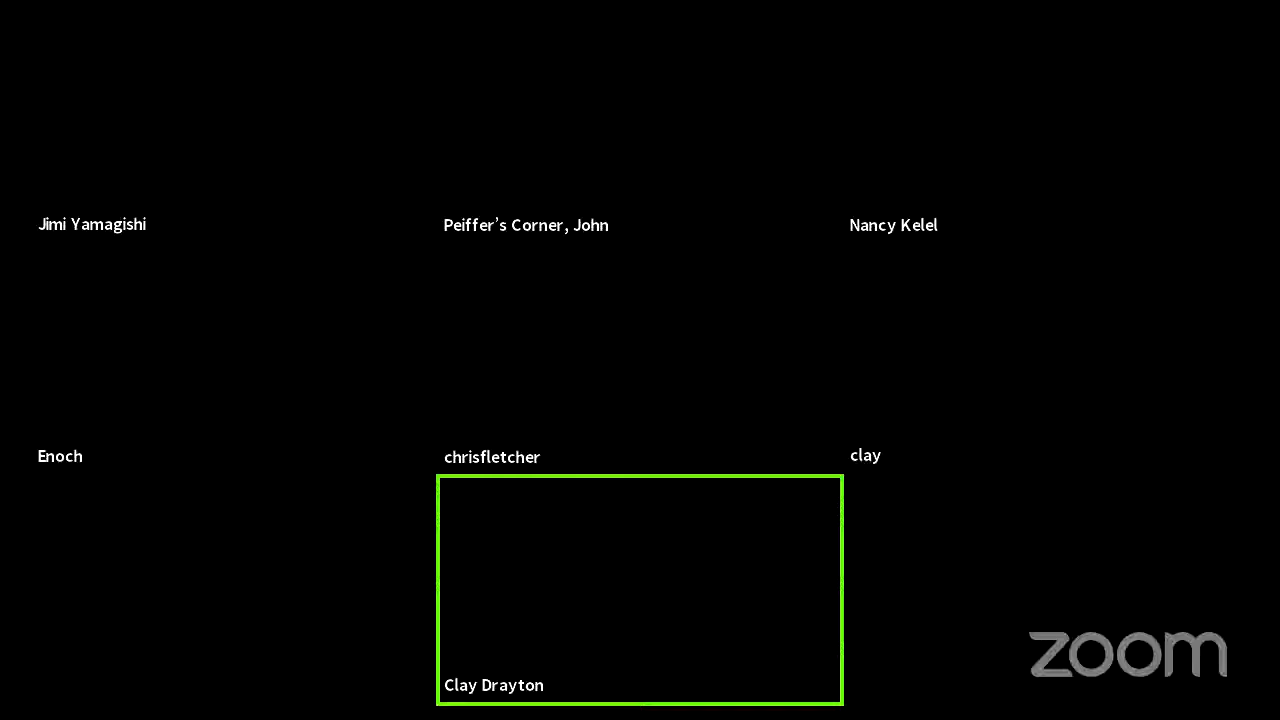 Jimi Yamagishi
Peiffer’s Corner, John
Nancy Kelel
Enoch
chrisfletcher
clay
Clay Drayton
zoom